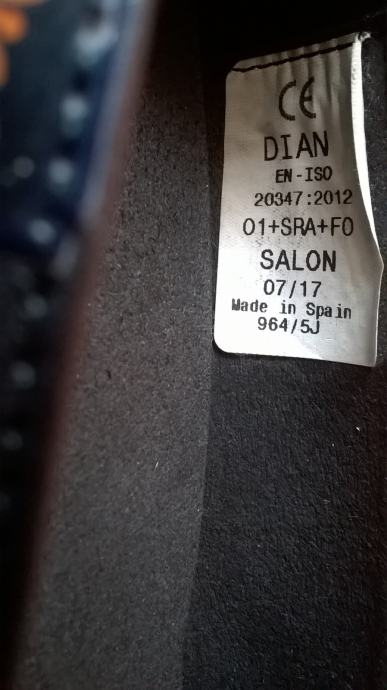 CE
DIAN
EN-ISO
20347:2012
O1+SRA+FO
SALON
07/17
Made in Spain
964/5J